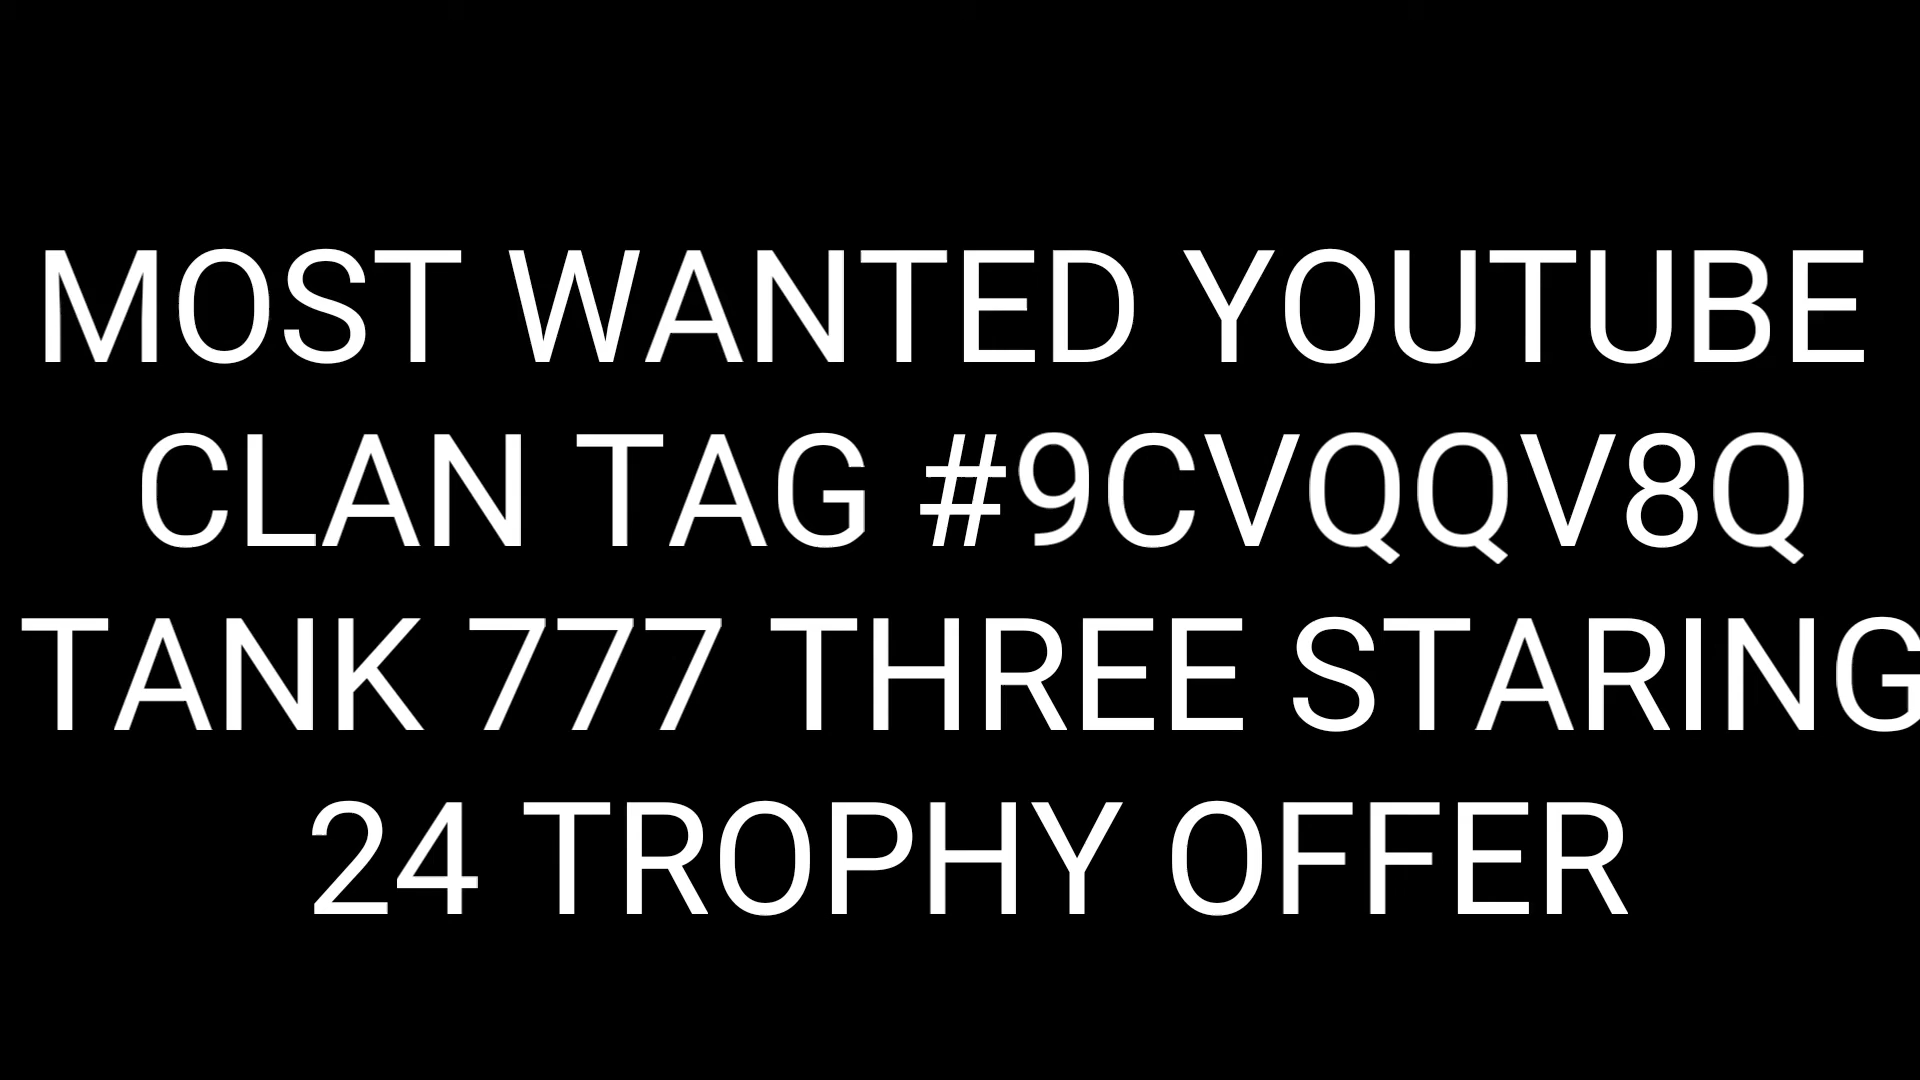 MOST WANTED YOUTUBE
CLAN TAG #9CVQQV8Q
TANK 777 THREE STARING
24 TROPHY OFFER